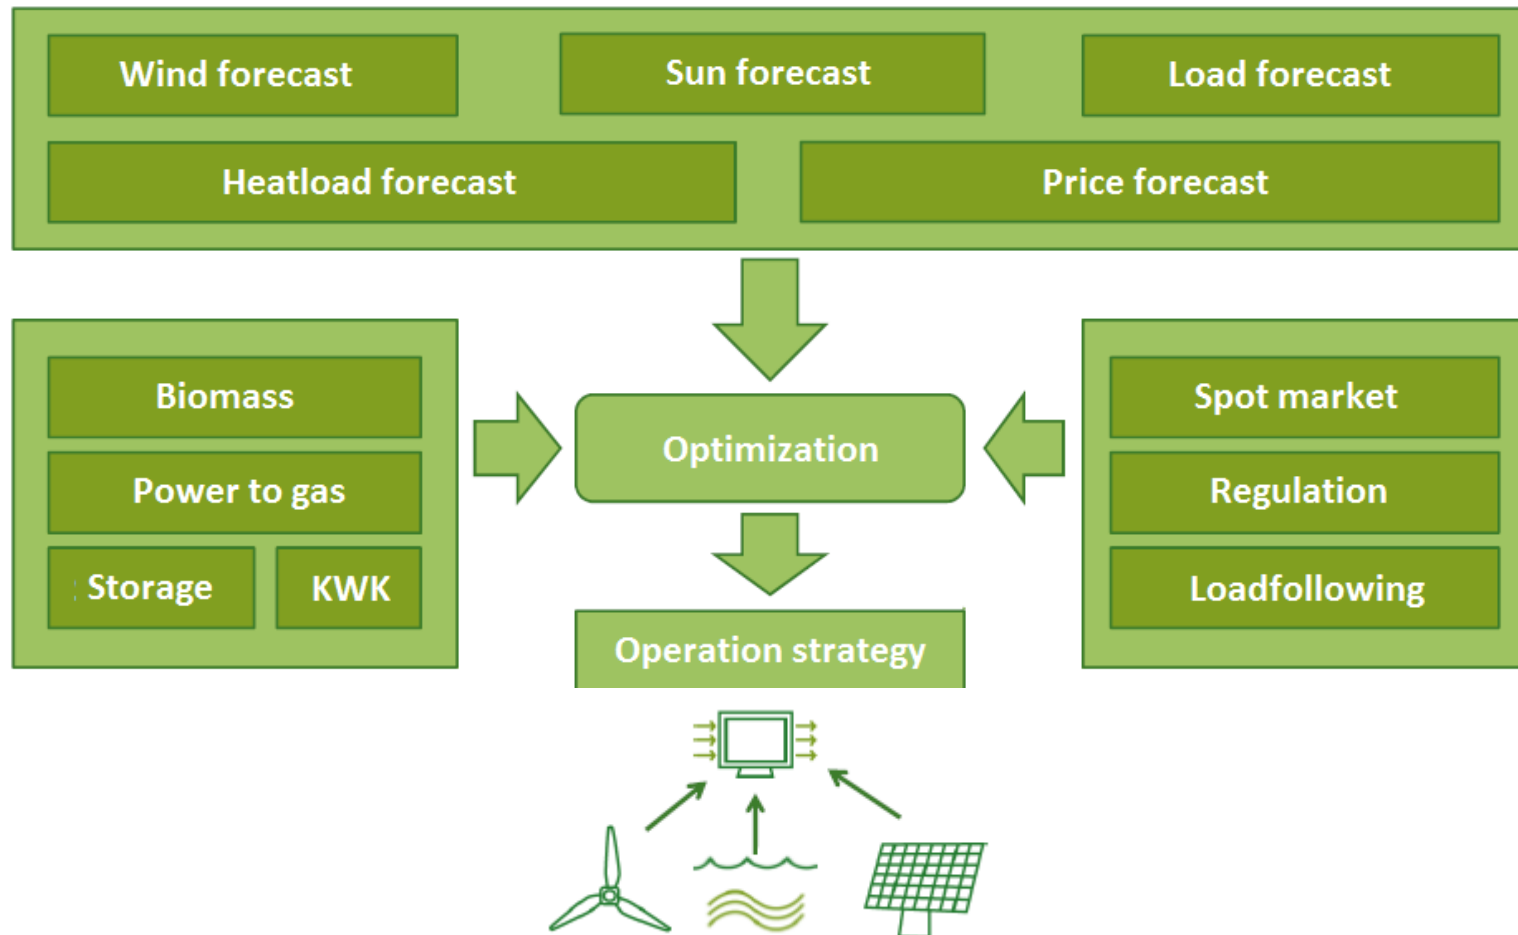 Wind forecast
Sun forecast
Load forecast
Heatload forecast
Price forecast
Biomass
Power to gas
Storage
KWK
Optimization
Operation strategy
Spot market
Regulation
Loadfollowing